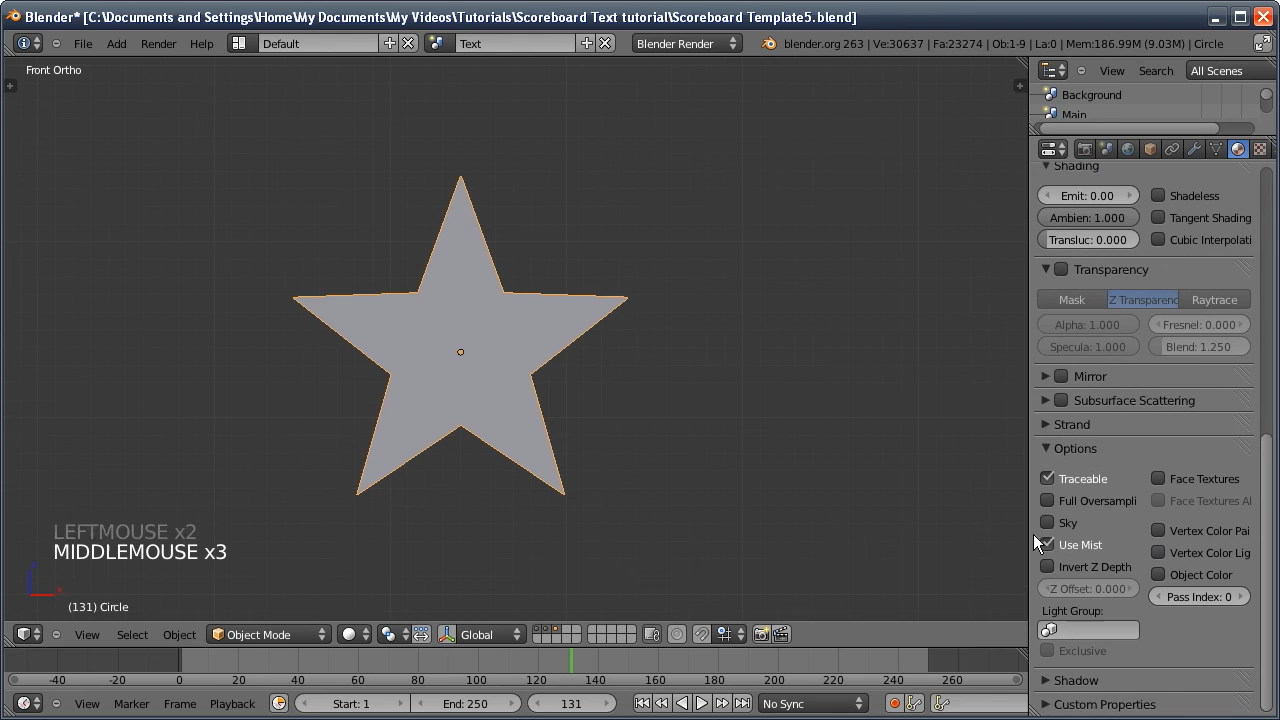 Blender* [C:\Documents and Settings\Home\My Documents\My Videos\Tutorials\Scoreboard Text tutorial\Scoreboard Template5.blend]
File Add Render Help Default Text Blender Render blender.org 263 | Ve:30637 | Fa:23274 | Ob:1-9 | La:0 | Mem:186.99M (9.03M) | Circle
Front Ortho
View Search All Scenes
Background
Main
Shading
Emit: 0.00 Shadeless
Ambien: 1.000 Tangent Shading
Transluc: 0.000 Cubic Interpolati
Transparency
Mask Z Transparenc Raytrace
Alpha: 1.000 Fresnel: 0.000
Specula: 1.000 Blend: 1.250
Mirror
Subsurface Scattering
Strand
Options
Traceable Face Textures
Full Oversampli Face Textures Al
Sky
Vertex Color Pai
Use Mist
Vertex Color Lig
Invert Z Depth
Object Color
Z Offset: 0.000
Pass Index: 0
Light Group:
Exclusive
Shadow
Custom Properties
LEFTMOUSE x2
MIDDLEMOUSE x3
z
x
(131) Circle
View Select Object Object Mode Global
-40 -20 0 20 40 60 80 100 120 140 160 180 200 220 240 260
View Marker Frame Playback Start: 1 End: 250 131 No Sync